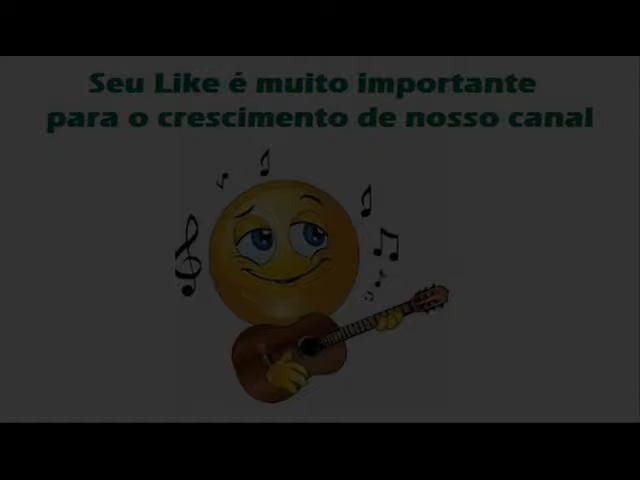 Seu Like é muito importante
para o crescimento de nosso canal